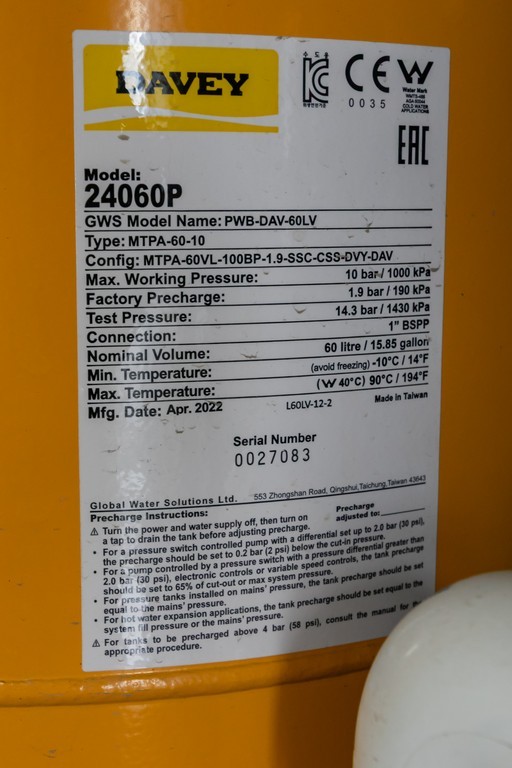 DAVEY
CE
0035
Water Mark
WMTS-486
COLD WATER
APPLICATIONS
EAC
Model:
24060P
GWS Model Name: PWB-DAV-60LV
Type: MTPA-60-10
Config: MTPA-60VL-100BP-1.9-SSC-CSS-DVY-DAV
Max. Working Pressure: 10 bar / 1000 kPa
Factory Precharge: 1.9 bar / 190 kPa
Test Pressure: 14.3 bar / 1430 kPa
Connection: 1" BSPP
Nominal Volume: 60 litre / 15.85 gallon
Min. Temperature: (avoid freezing) -10°C / 14°F
Max. Temperature: (W 40°C) 90°C / 194°F
Mfg. Date: Apr. 2022 L60LV-12-2 Made in Taiwan
Serial Number
0027083
Global Water Solutions Ltd. 553 Zhongshan Road, Qingshui,Taichung,Taiwan 43643
Precharge Instructions:
Precharge
adjusted to:
⚠ Turn the power and water supply off, then turn on
a tap to drain the tank before adjusting precharge.
• For a pressure switch controlled pump with a differential set up to 2.0 bar (30 psi),
the precharge should be set to 0.2 bar (2 psi) below the cut-in pressure.
• For a pump controlled by a pressure switch with a pressure differential greater than
2.0 bar (30 psi), electronic controls or variable speed controls, the tank precharge
should be set to 65% of cut-out or max system pressure.
• For pressure tanks installed on mains' pressure, the tank precharge should be set
equal to the mains' pressure.
• For hot water expansion applications, the tank precharge should be set equal to the
system fill pressure or the mains' pressure.
⚠ For tanks to be precharged above 4 bar (58 psi), consult the manual for
appropriate procedure.